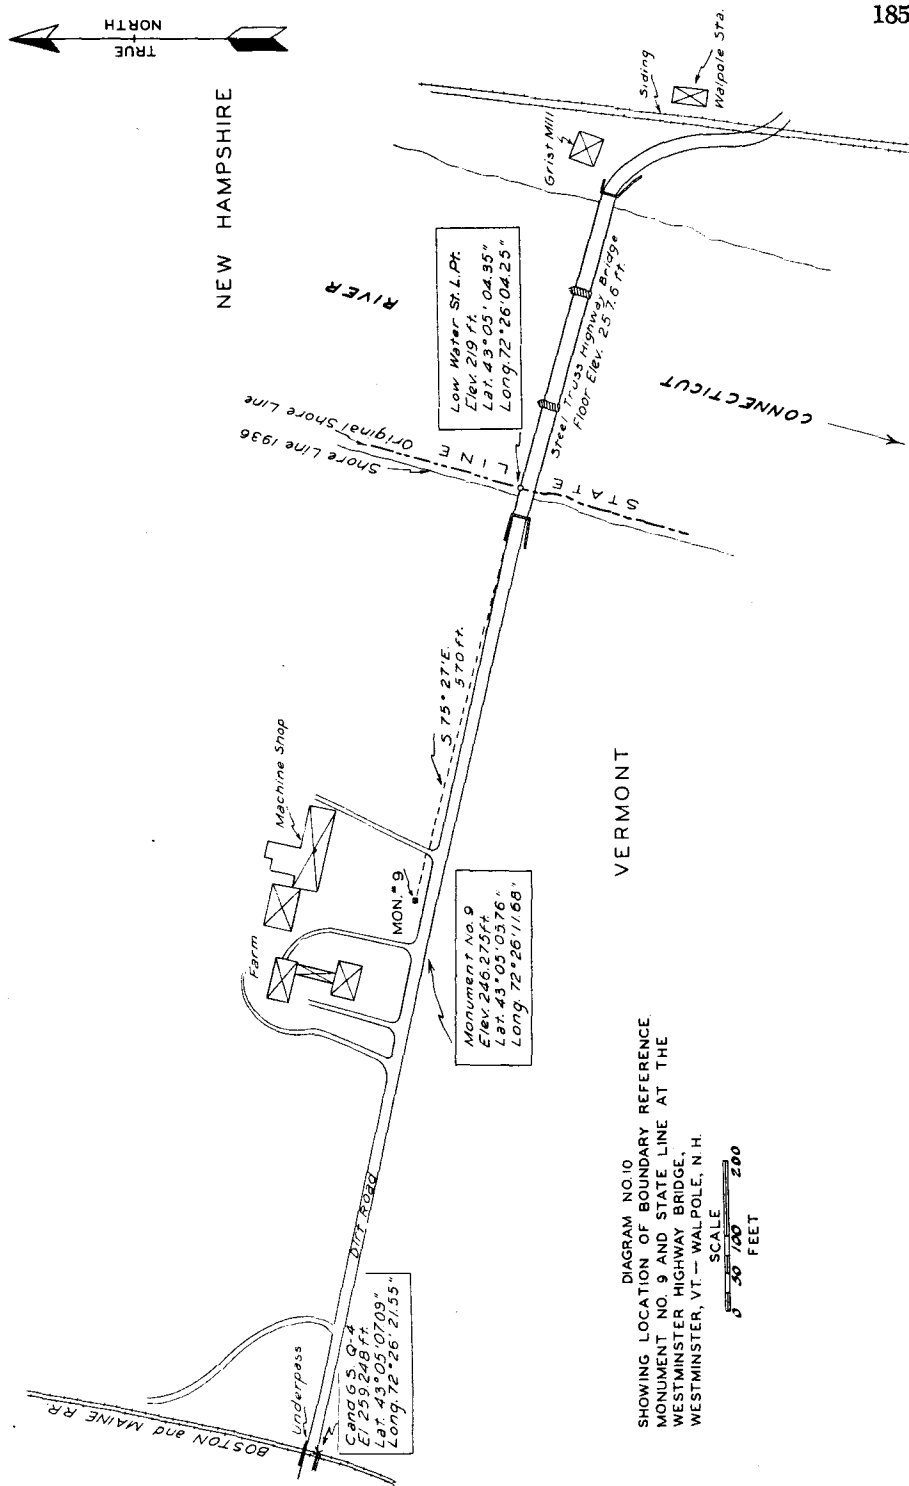 185
TRUE
NORTH
NEW HAMPSHIRE
Siding
Walpole Sta.
Grist Mill
RIVER
Low Water St. L. Pt.
Elev. 219 ft.
Lat. 43° 05' 04.35"
Long. 72° 26' 04.25"
Steel Truss Highway Bridge
Floor Elev. 257.6 ft.
CONNECTICUT
Original Shore Line
Shore Line 1936
STATE LINE
S 75° 27' E.
570 ft.
Machine Shop
Farm
MON. #9
VERMONT
Monument No. 9
Elev. 246.275 ft.
Lat. 43° 05' 05.76"
Long. 72° 26' 11.68"
Dirt Road
Underpass
BOSTON and MAINE RR.
C and G S. Q-4
El 259.248 ft.
Lat. 43° 05' 07.09"
Long. 72° 26' 21.55"
DIAGRAM NO. 10
SHOWING LOCATION OF BOUNDARY REFERENCE
MONUMENT NO. 9 AND STATE LINE AT THE
WESTMINSTER HIGHWAY BRIDGE,
WESTMINSTER, VT. — WALPOLE, N.H.
SCALE
0 50 100 200
FEET